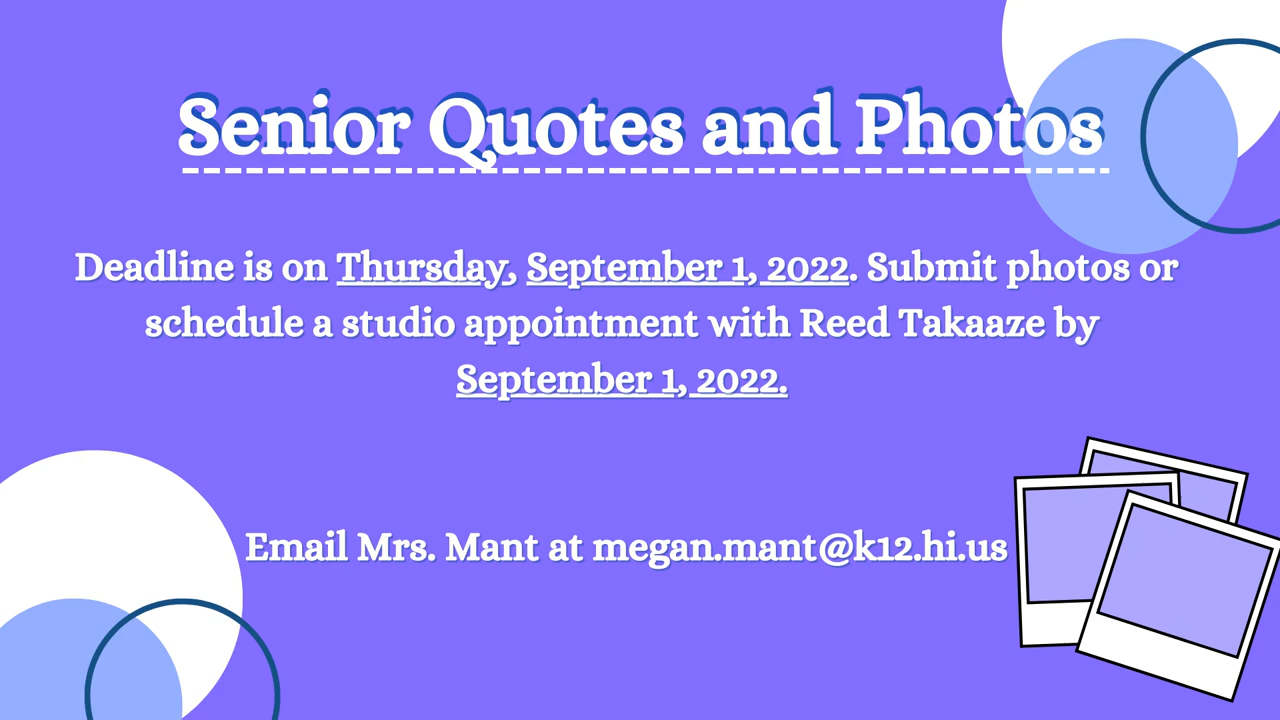 Senior Quotes and Photos
Deadline is on Thursday, September 1, 2022. Submit photos or
schedule a studio appointment with Reed Takaaze by
September 1, 2022.
Email Mrs. Mant at megan.mant@k12.hi.us